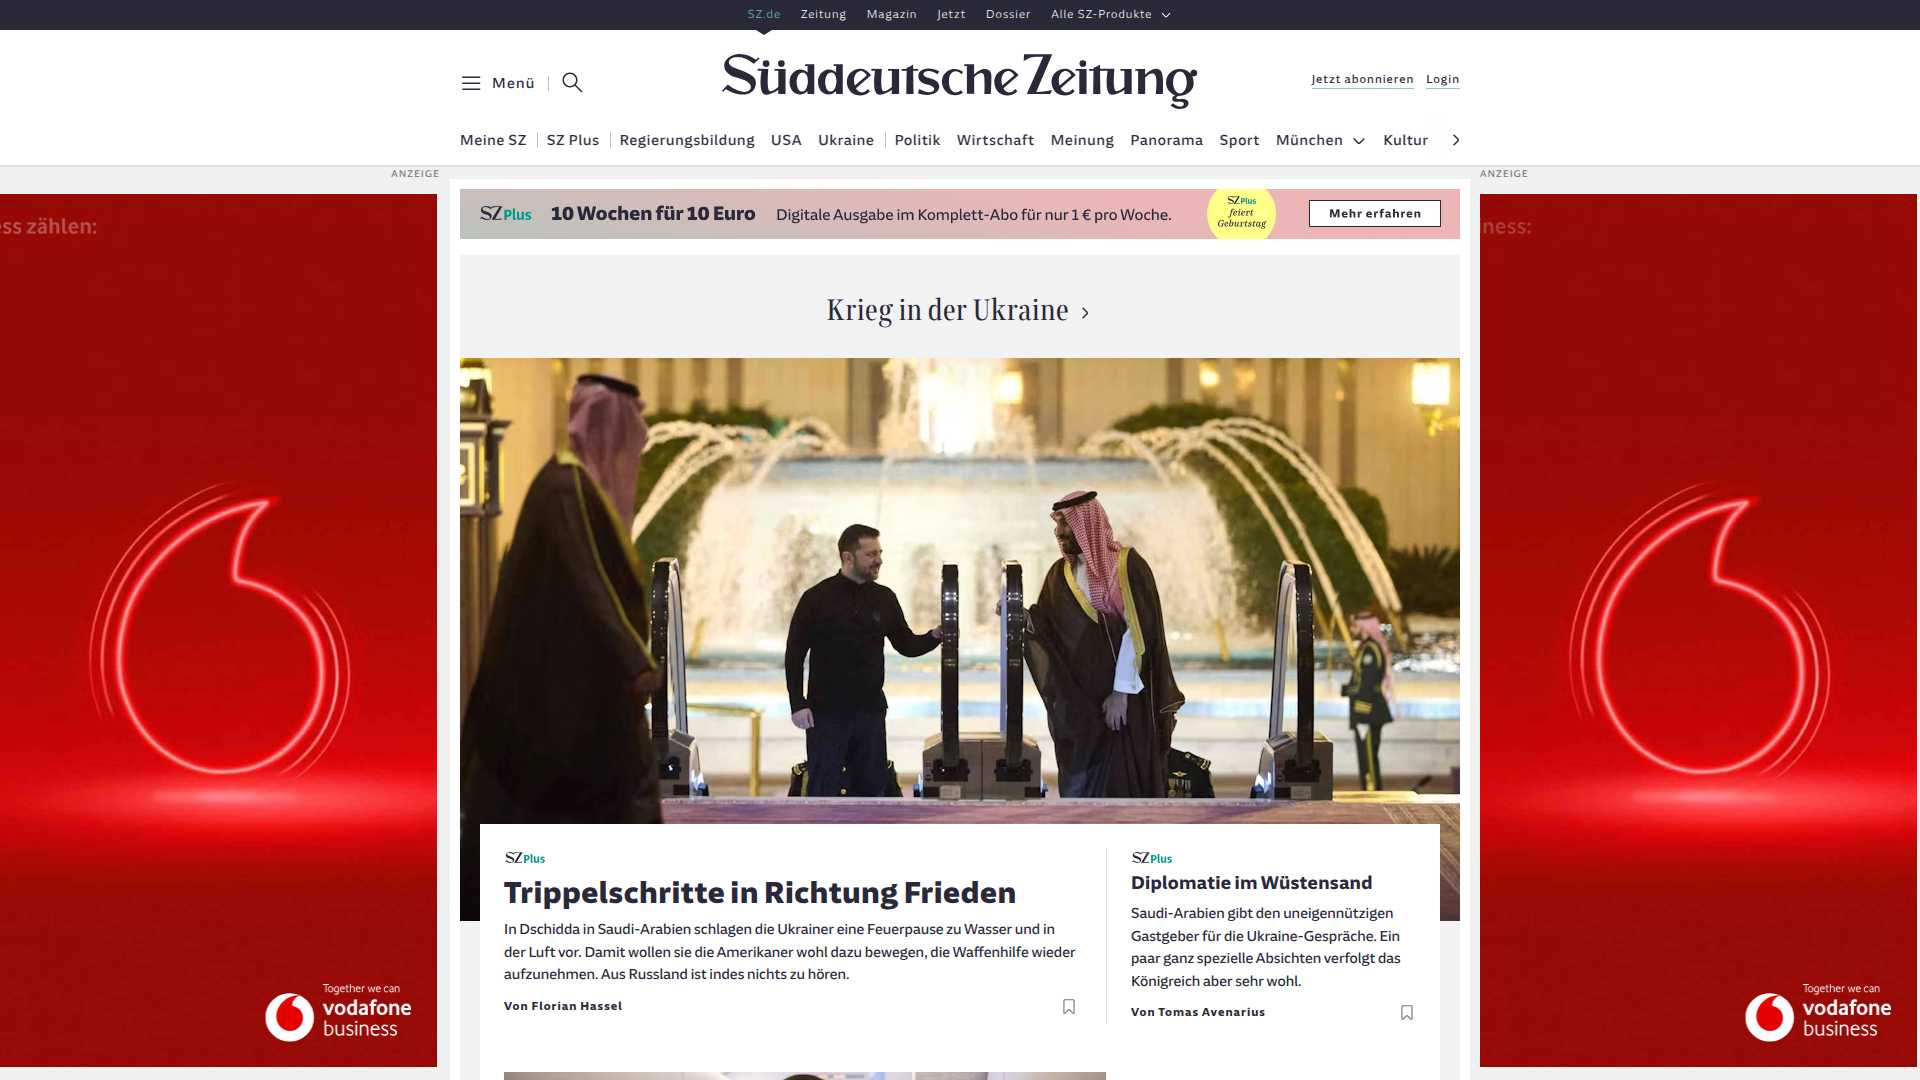 SZ.de Zeitung Magazin Jetzt Dossier Alle SZ-Produkte
Menü
Süddeutsche Zeitung
Jetzt abonnieren Login
Meine SZ SZ Plus Regierungsbildung USA Ukraine Politik Wirtschaft Meinung Panorama Sport München Kultur
ANZEIGE
ANZEIGE
ess zählen:
iness:
SZ Plus 10 Wochen für 10 Euro Digitale Ausgabe im Komplett-Abo für nur 1 € pro Woche.
SZ Plus
feiert
Geburtstag
Mehr erfahren
Krieg in der Ukraine
SZ Plus
Trippelschritte in Richtung Frieden
In Dschidda in Saudi-Arabien schlagen die Ukrainer eine Feuerpause zu Wasser und in
der Luft vor. Damit wollen sie die Amerikaner wohl dazu bewegen, die Waffenhilfe wieder
aufzunehmen. Aus Russland ist indes nichts zu hören.
Von Florian Hassel
SZ Plus
Diplomatie im Wüstensand
Saudi-Arabien gibt den uneigennützigen
Gastgeber für die Ukraine-Gespräche. Ein
paar ganz spezielle Absichten verfolgt das
Königreich aber sehr wohl.
Von Tomas Avenarius
Together we can
vodafone
business
Together we can
vodafone
business